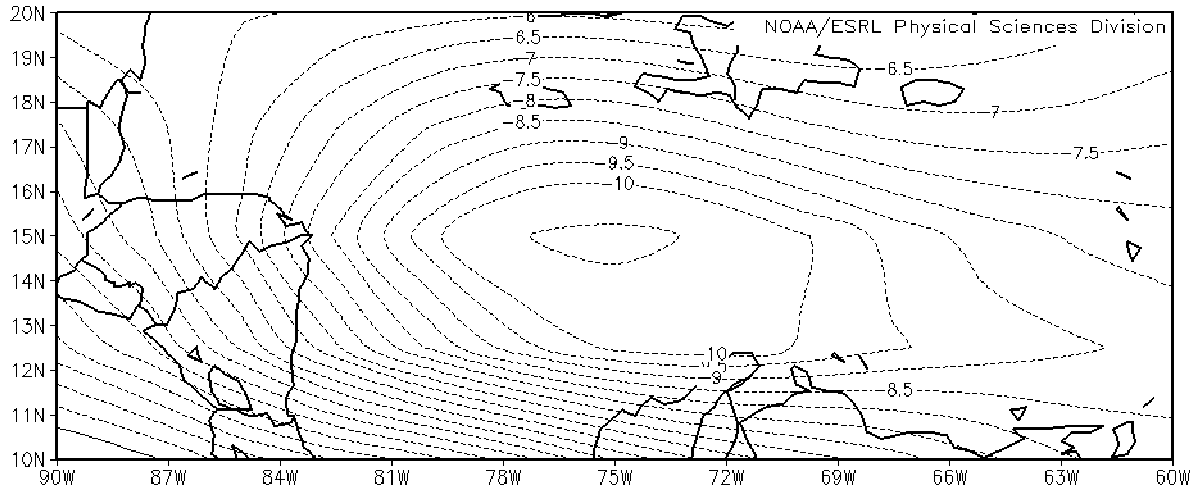 20N
NOAA/ESRL Physical Sciences Division
-6
-6.5
19N
-7
-6.5
-7.5
18N
-8
-7
-8.5
17N
-9
-7.5
-9.5
16N
-10
15N
14N
13N
-10
12N
-9
-8.5
11N
10N
90W 87W 84W 81W 78W 75W 72W 69W 66W 63W 60W